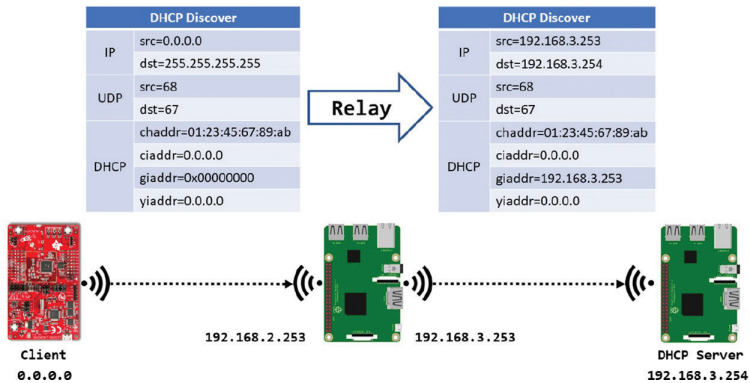 DHCP Discover
IP
src=0.0.0.0
dst=255.255.255.255
UDP
src=68
dst=67
DHCP
chaddr=01:23:45:67:89:ab
ciaddr=0.0.0.0
giaddr=0x00000000
yiaddr=0.0.0.0
Relay
DHCP Discover
IP
src=192.168.3.253
dst=192.168.3.254
UDP
src=68
dst=67
DHCP
chaddr=01:23:45:67:89:ab
ciaddr=0.0.0.0
giaddr=192.168.3.253
yiaddr=0.0.0.0
192.168.2.253
192.168.3.253
Client
0.0.0.0
DHCP Server
192.168.3.254